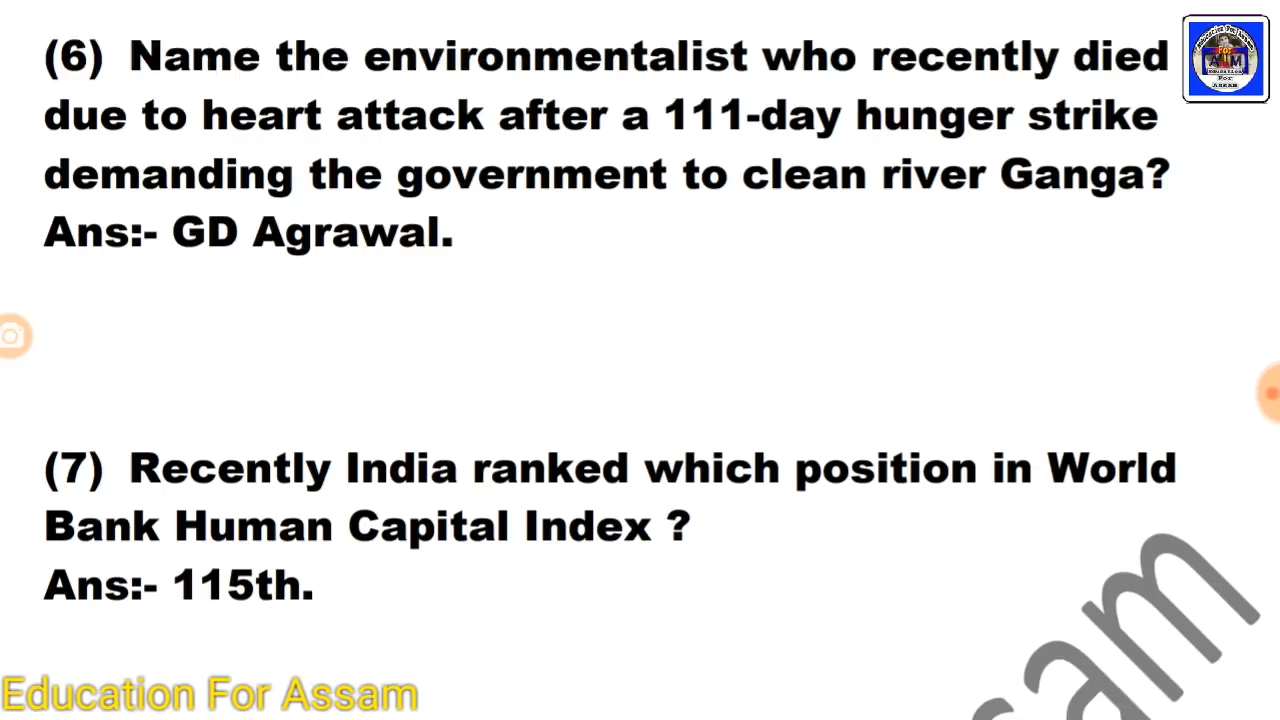 (6) Name the environmentalist who recently died
due to heart attack after a 111-day hunger strike
demanding the government to clean river Ganga?
Ans:- GD Agrawal.
(7) Recently India ranked which position in World
Bank Human Capital Index ?
Ans:- 115th.
Education For Assam